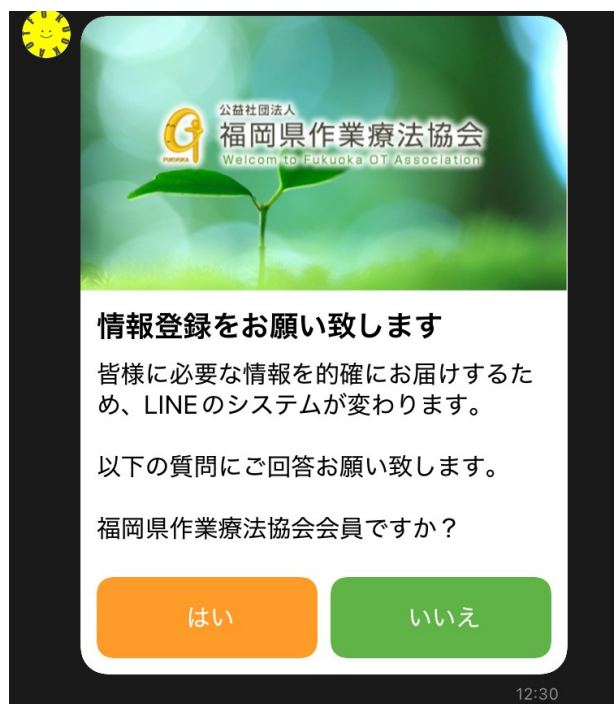 公益社団法人
福岡県作業療法協会
Welcom to Fukuoka OT Association
FUKUOKA
情報登録をお願い致します
皆様に必要な情報を的確にお届けするた
め、LINEのシステムが変わります。
以下の質問にご回答お願い致します。
福岡県作業療法協会会員ですか？
はい
いいえ
12:30